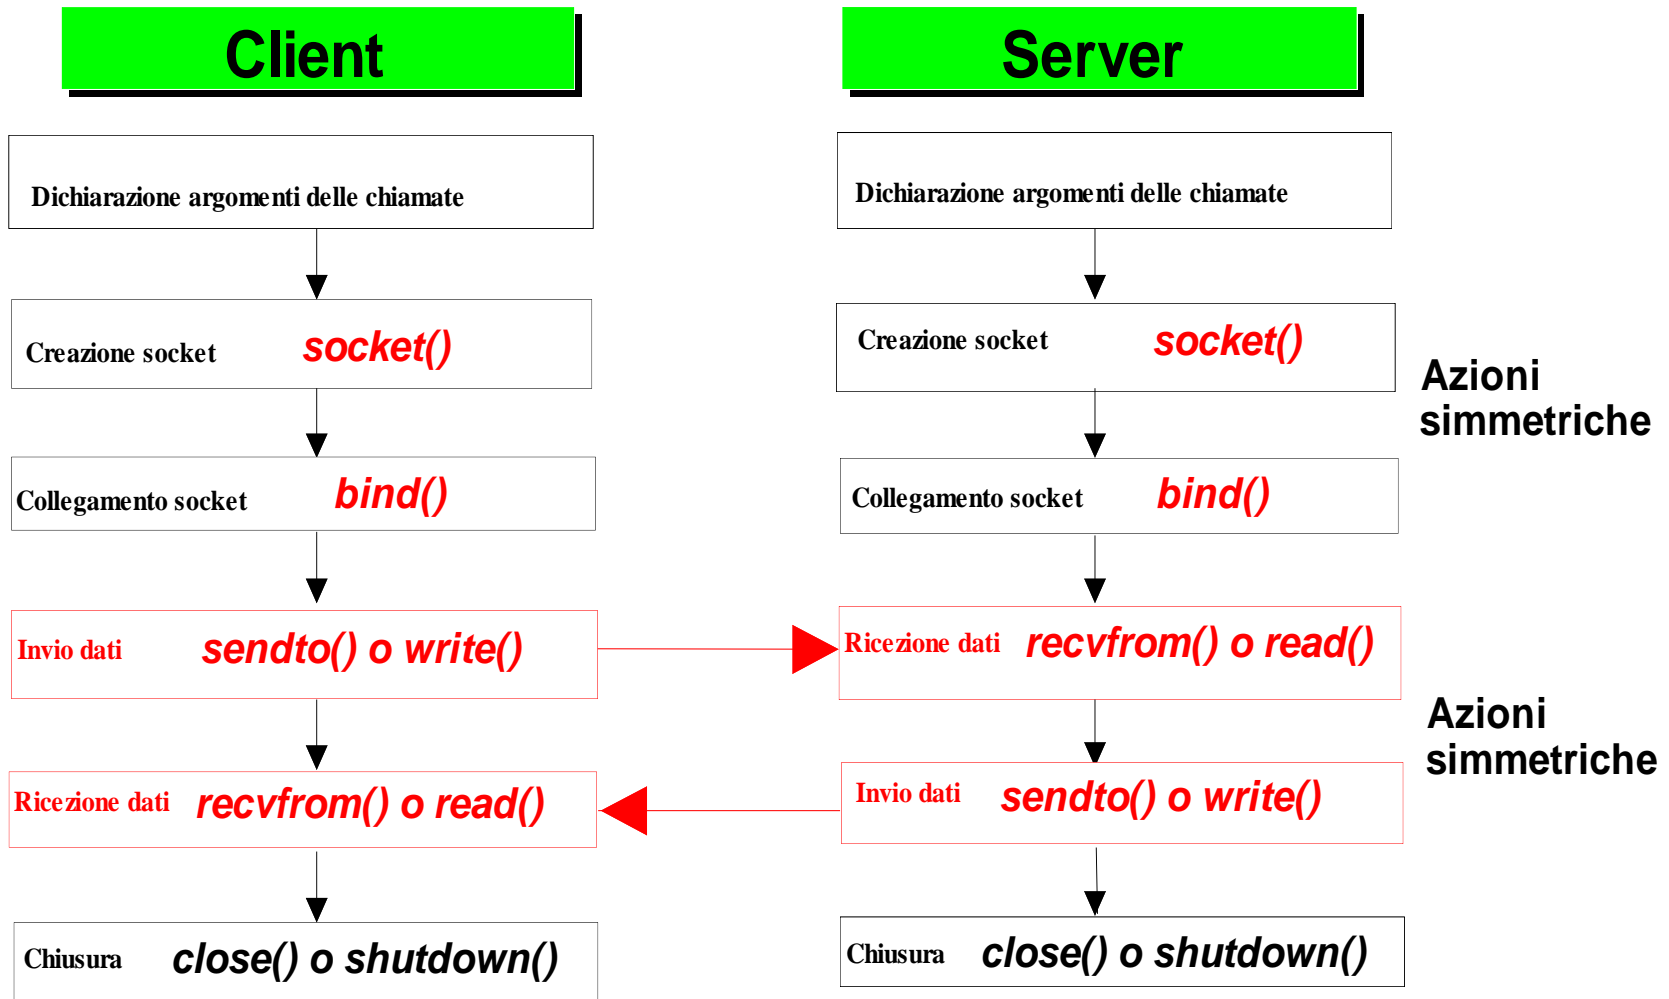 Client
Server
Dichiarazione argomenti delle chiamate
Dichiarazione argomenti delle chiamate
Creazione socket socket()
Creazione socket socket()
Azioni
simmetriche
Collegamento socket bind()
Collegamento socket bind()
Invio dati sendto() o write()
Ricezione dati recvfrom() o read()
Azioni
simmetriche
Ricezione dati recvfrom() o read()
Invio dati sendto() o write()
Chiusura close() o shutdown()
Chiusura close() o shutdown()